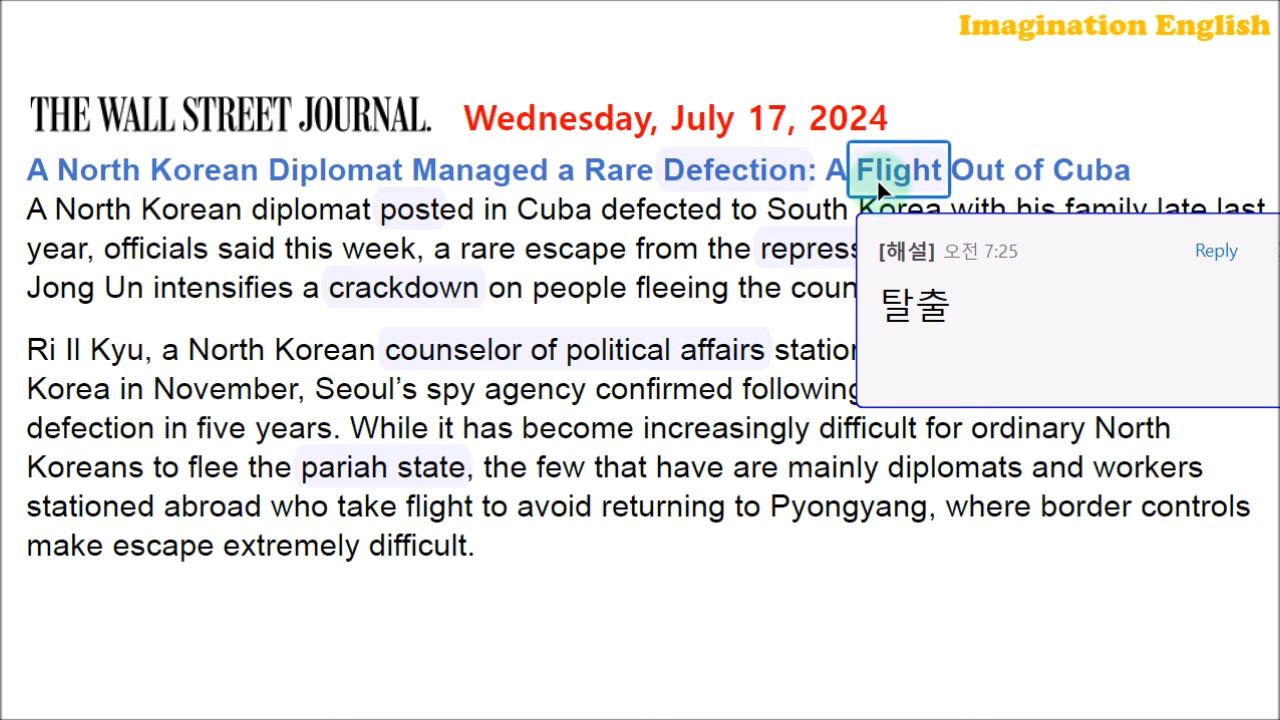 Imagination English
THE WALL STREET JOURNAL. Wednesday, July 17, 2024
A North Korean Diplomat Managed a Rare Defection: A Flight Out of Cuba
A North Korean diplomat posted in Cuba defected to South Korea with his family late last
year, officials said this week, a rare escape from the
Jong Un intensifies a crackdown on people fleeing the
[해설] 오전 7:25 Reply
탈출
Ri Il Kyu, a North Korean counselor of political affairs
Korea in November, Seoul’s spy agency confirmed following
defection in five years. While it has become increasingly difficult for ordinary North
Koreans to flee the pariah state, the few that have are mainly diplomats and workers
stationed abroad who take flight to avoid returning to Pyongyang, where border controls
make escape extremely difficult.